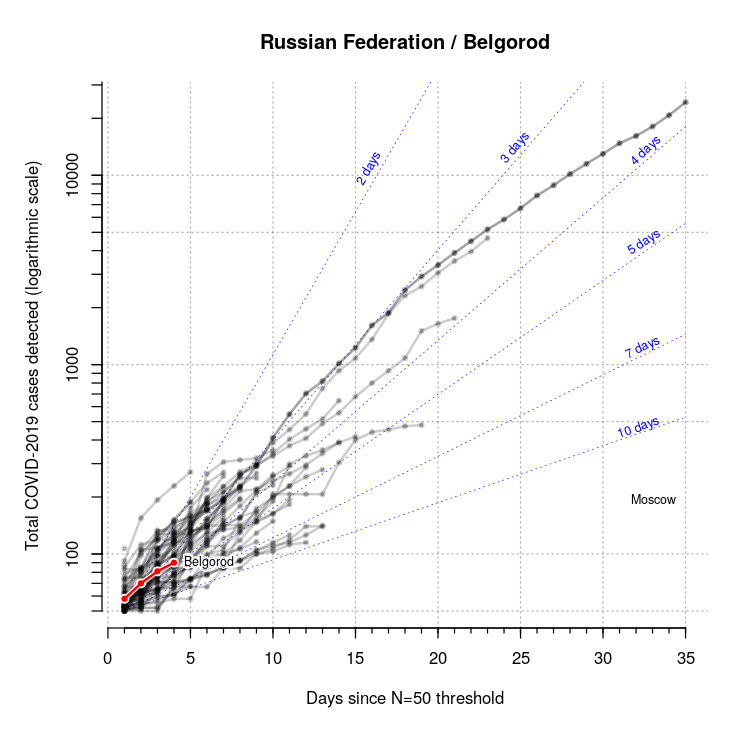 Russian Federation / Belgorod
Total COVID-2019 cases detected (logarithmic scale)
10000
1000
100
2 days
3 days
4 days
5 days
7 days
10 days
Moscow
Belgorod
0 5 10 15 20 25 30 35
Days since N=50 threshold